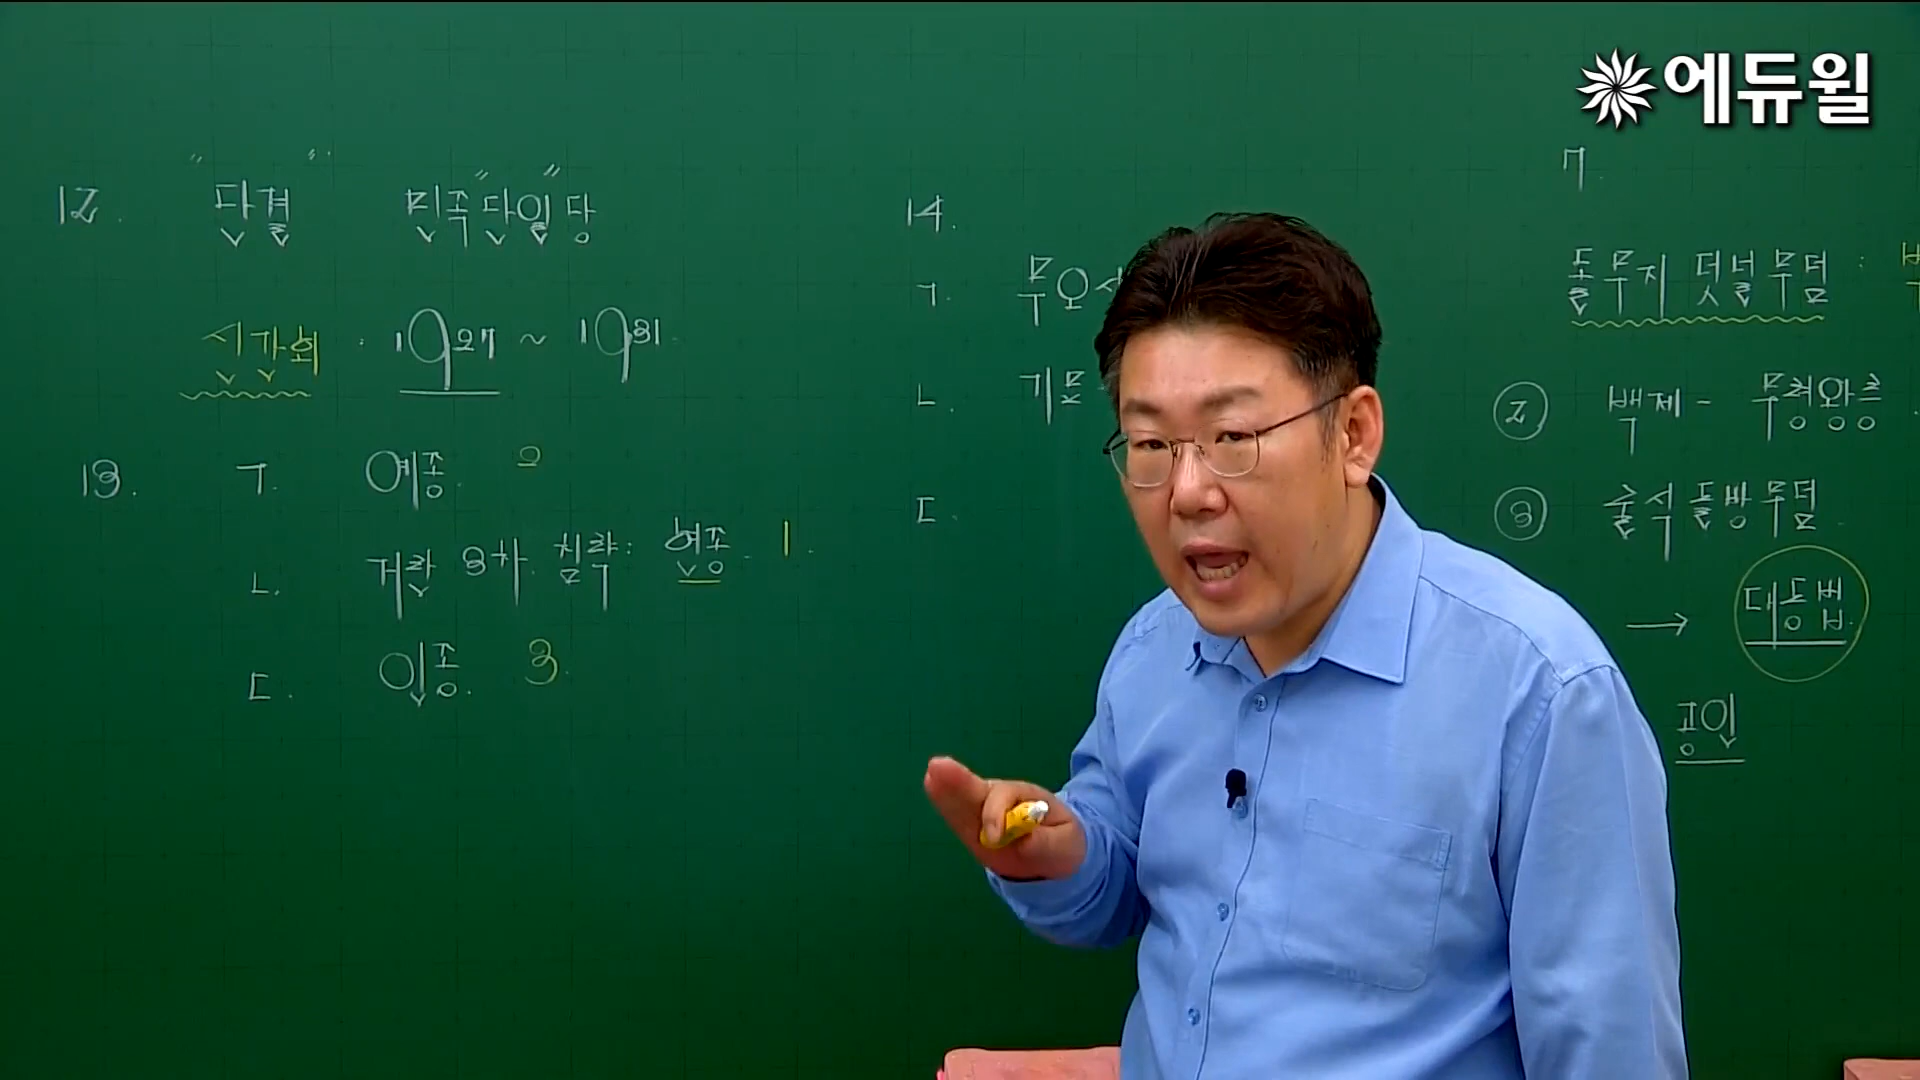 에듀윌
12. "단결" 민족"단일"당
신간회 : 1927 ~ 1931.
13. ㄱ. 예종. 2
ㄴ. 거란 3차 침략: 현종. 1.
ㄷ. 인종. 3.
14.
ㄱ. 무오사
ㄴ. 기묘
ㄷ.
7.
돌무지 덧널무덤 :
② 백제 - 무령왕릉.
③ 굴식 돌방무덤.
→ 대동법.
공인